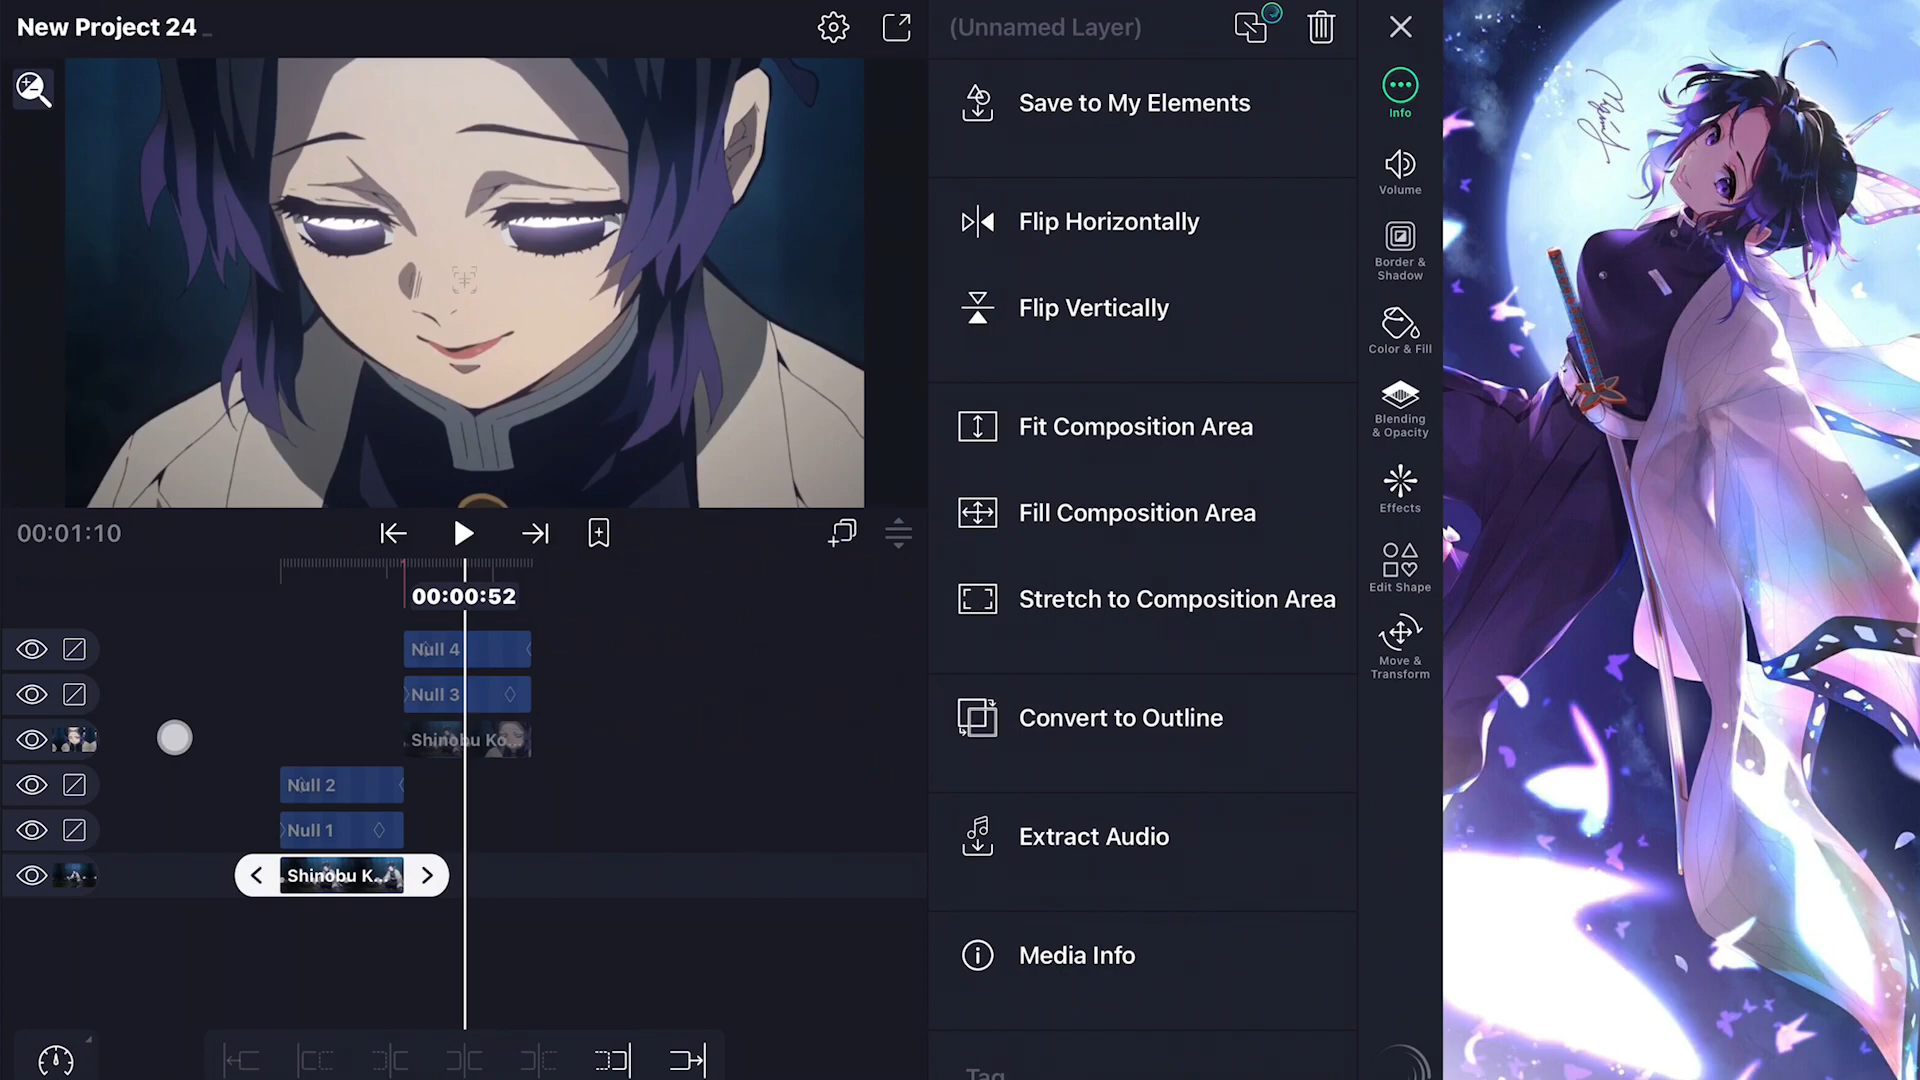 New Project 24
(Unnamed Layer)
Save to My Elements
Flip Horizontally
Flip Vertically
Fit Composition Area
Fill Composition Area
Stretch to Composition Area
Convert to Outline
Extract Audio
Media Info
Tag
Info
Volume
Border &
Shadow
Color & Fill
Blending
& Opacity
Effects
Edit Shape
Move &
Transform
00:01:10
00:00:52
Null 4
Null 3
Shinobu Ko...
Null 2
Null 1
Shinobu K...